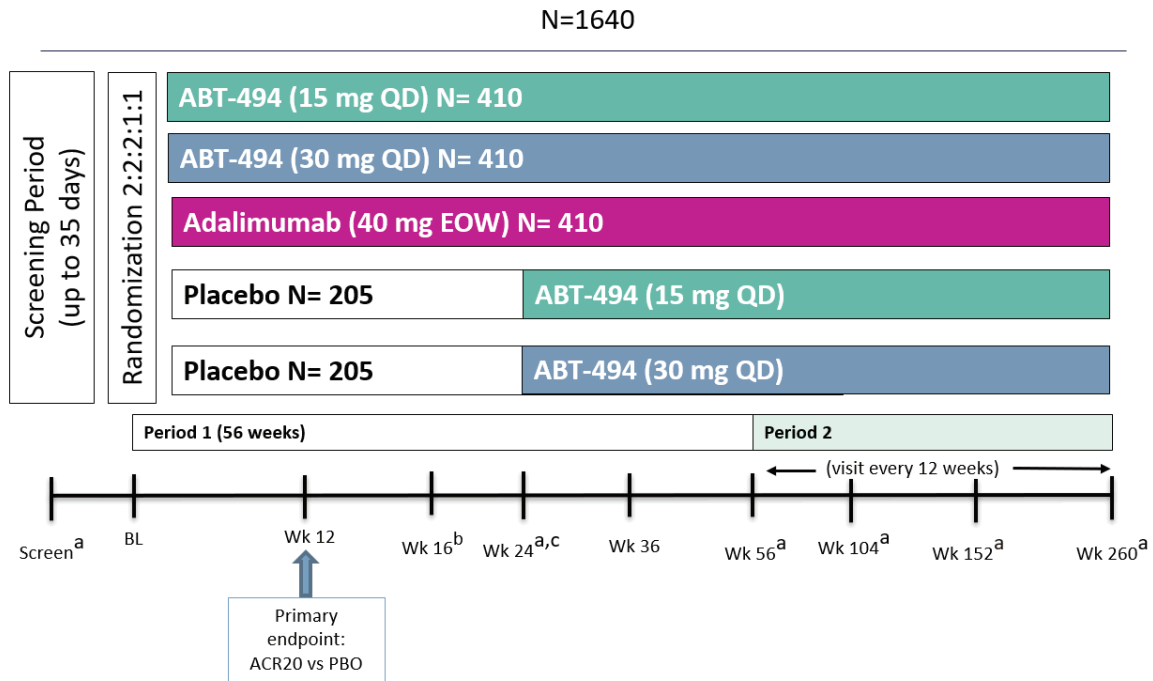 N=1640
Screening Period
(up to 35 days)
Randomization 2:2:2:1:1
ABT-494 (15 mg QD) N= 410
ABT-494 (30 mg QD) N= 410
Adalimumab (40 mg EOW) N= 410
Placebo N= 205
ABT-494 (15 mg QD)
Placebo N= 205
ABT-494 (30 mg QD)
Period 1 (56 weeks)
Period 2
(visit every 12 weeks)
Screen a
BL
Wk 12
Wk 16 b
Wk 24 a,c
Wk 36
Wk 56 a
Wk 104 a
Wk 152 a
Wk 260 a
Primary
endpoint:
ACR20 vs PBO